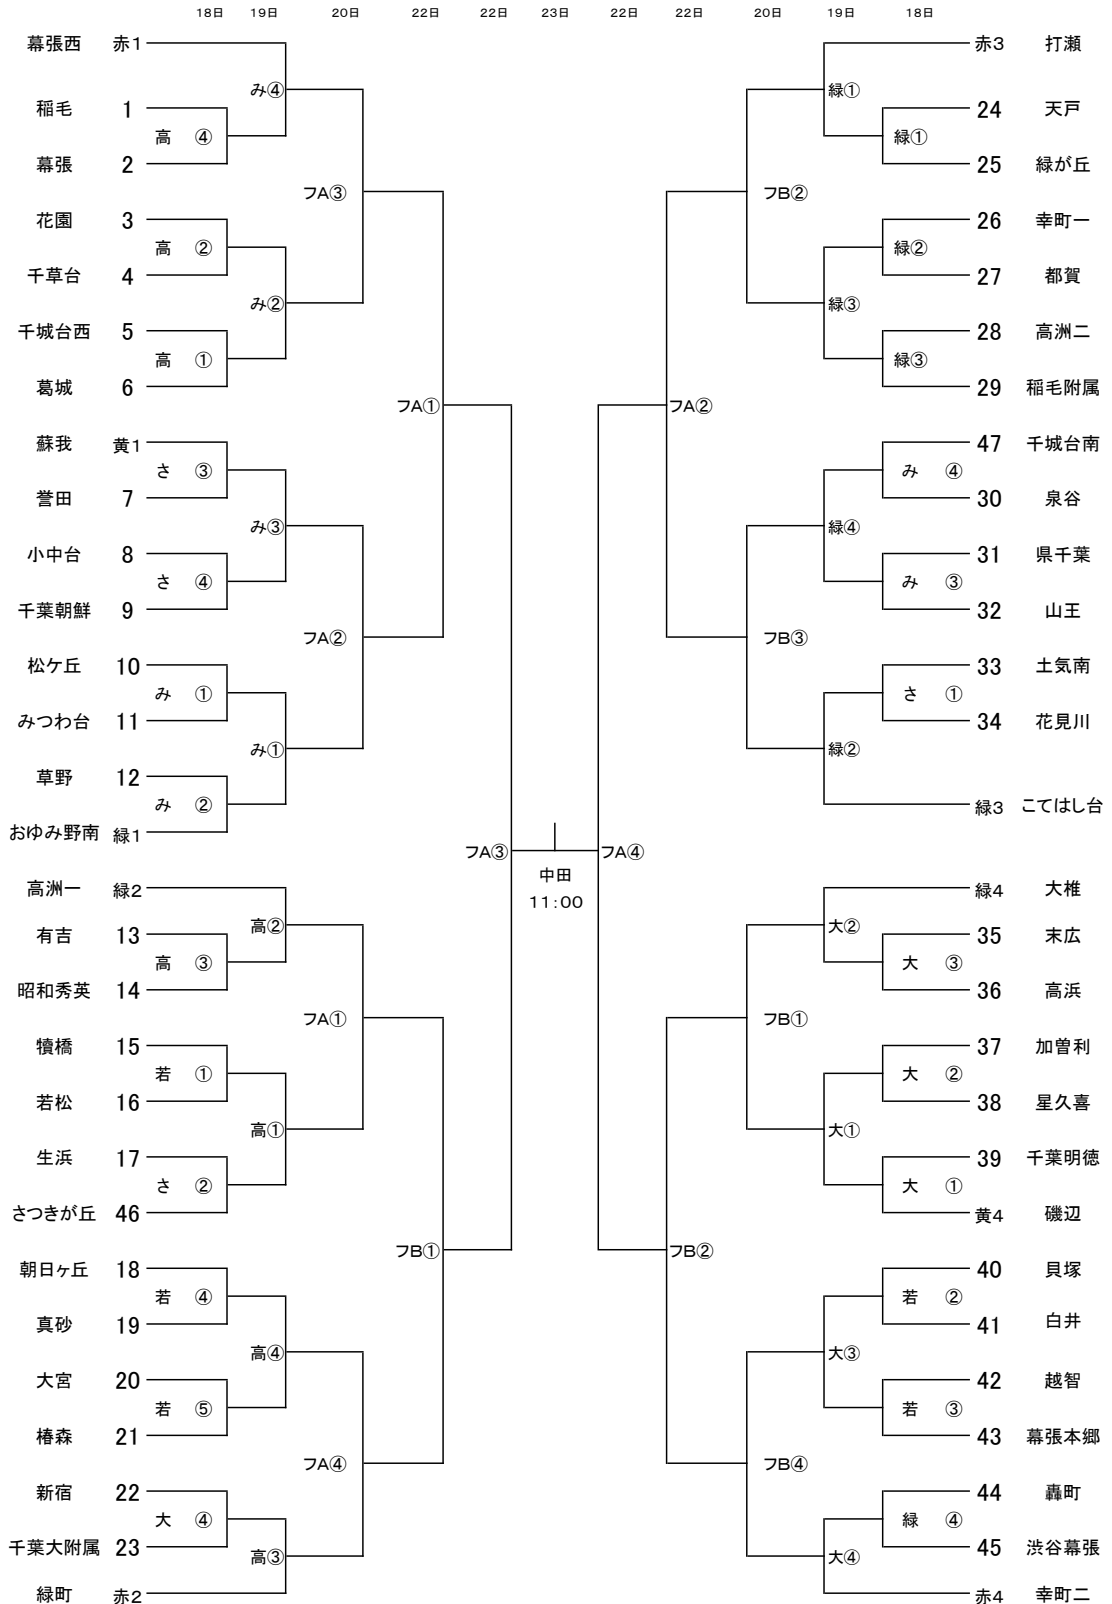 18日 19日 20日 22日 22日 23日 22日 22日 20日 19日 18日
幕張西 赤1 赤3 打瀬
み④ 緑①
稲毛 1 24 天戸
高 ④ 緑①
幕張 2 25 緑が丘
フA③ フB②
花園 3 26 幸町一
高 ② 緑②
千草台 4 27 都賀
み② 緑③
千城台西 5 28 高洲二
高 ① 緑③
葛城 6 29 稲毛附属
フA① フA②
蘇我 黄1 47 千城台南
さ ③ み ④
誉田 7 30 泉谷
み③ 緑④
小中台 8 31 県千葉
さ ④ み ③
千葉朝鮮 9 32 山王
フA② フB③
松ケ丘 10 33 土気南
み ① さ ①
みつわ台 11 34 花見川
み① 緑②
草野 12
み ② 緑3 こてはし台
おゆみ野南 緑1
フA③ フA④
中田
11:00
高洲一 緑2 緑4 大椎
高② 大②
有吉 13 35 末広
高 ③ 大 ③
昭和秀英 14 36 高浜
フA① フB①
犢橋 15 37 加曽利
若 ① 大 ②
若松 16 38 星久喜
高① 大①
生浜 17 39 千葉明徳
さ ② 大 ①
さつきが丘 46 黄4 磯辺
フB① フB②
朝日ヶ丘 18 40 貝塚
若 ④ 若 ②
真砂 19 41 白井
高④ 大③
大宮 20 42 越智
若 ⑤ 若 ③
椿森 21 43 幕張本郷
フA④ フB④
新宿 22 44 轟町
大 ④ 緑 ④
千葉大附属 23 45 渋谷幕張
高③ 大④
緑町 赤2 赤4 幸町二